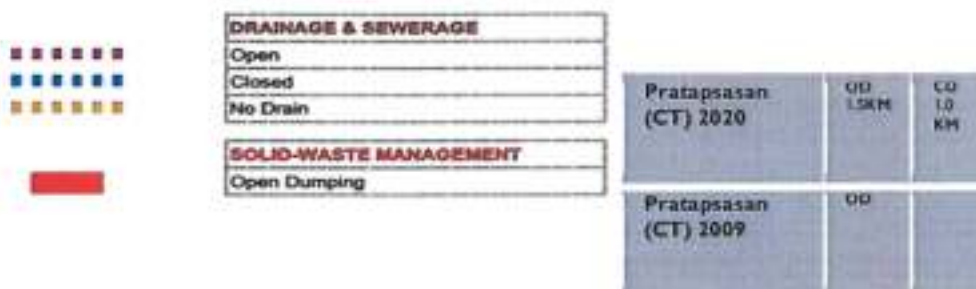 DRAINAGE & SEWERAGE
Open
Closed
No Drain
SOLID-WASTE MANAGEMENT
Open Dumping
Pratapsasan
(CT) 2020
OD
1.5KM
CD
1.0
KM
Pratapsasan
(CT) 2009
OD